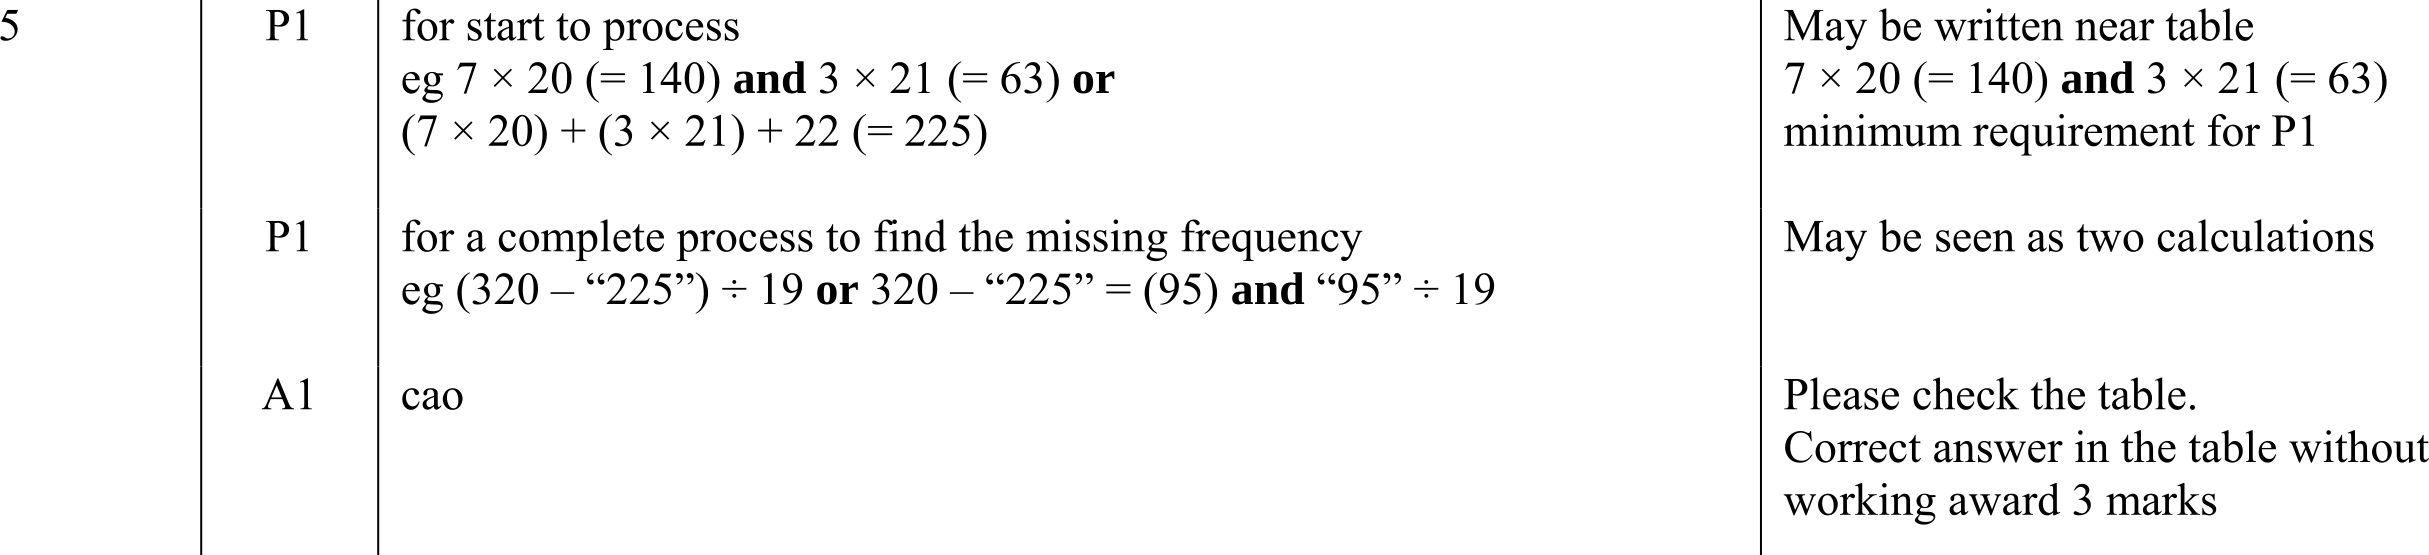 5 P1 for start to process May be written near table
eg 7 × 20 (= 140) and 3 × 21 (= 63) or 7 × 20 (= 140) and 3 × 21 (= 63)
(7 × 20) + (3 × 21) + 22 (= 225) minimum requirement for P1
P1 for a complete process to find the missing frequency May be seen as two calculations
eg (320 – “225”) ÷ 19 or 320 – “225” = (95) and “95” ÷ 19
A1 cao Please check the table.
Correct answer in the table without
working award 3 marks